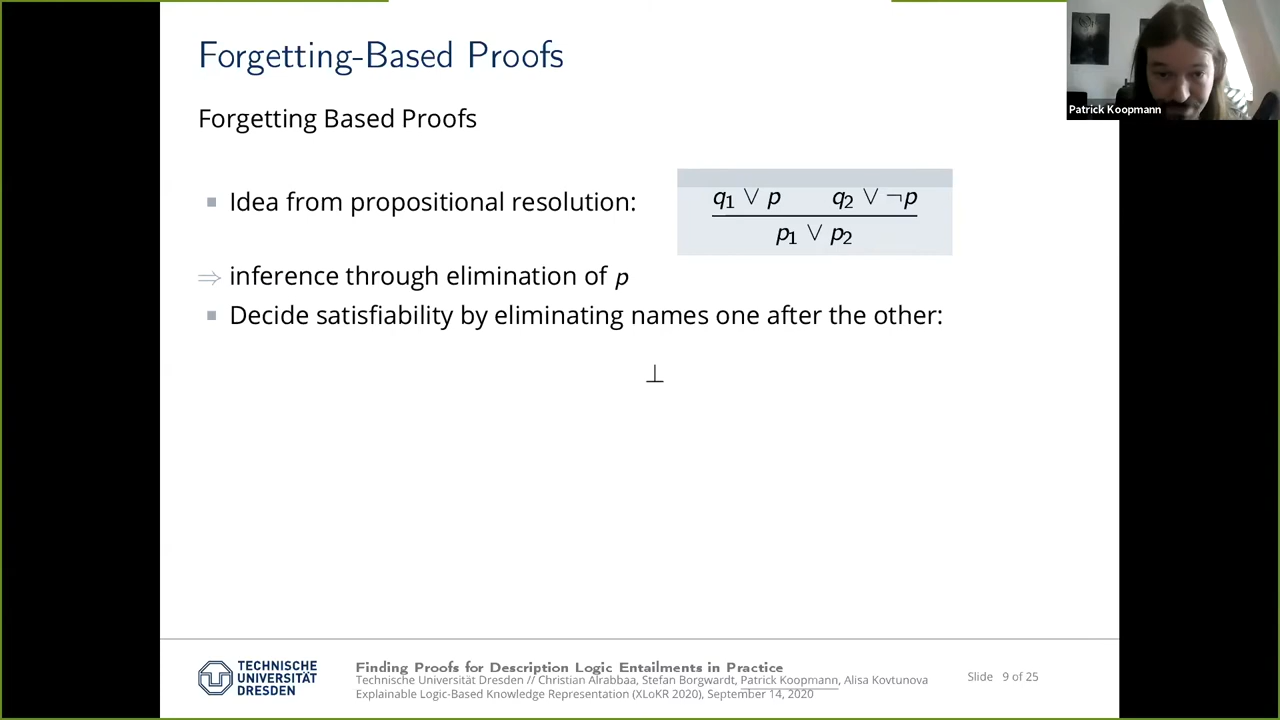 Forgetting-Based Proofs
Patrick Koopmann
Forgetting Based Proofs
▪ Idea from propositional resolution:
q₁ ∨ p q₂ ∨ ¬p
p₁ ∨ p₂
⇒ inference through elimination of p
▪ Decide satisfiability by eliminating names one after the other:
⊥
TECHNISCHE
UNIVERSITÄT
DRESDEN
Finding Proofs for Description Logic Entailments in Practice
Technische Universität Dresden // Christian Alrabbaa, Stefan Borgwardt, Patrick Koopmann, Alisa Kovtunova
Explainable Logic-Based Knowledge Representation (XLoKR 2020), September 14, 2020
Slide 9 of 25